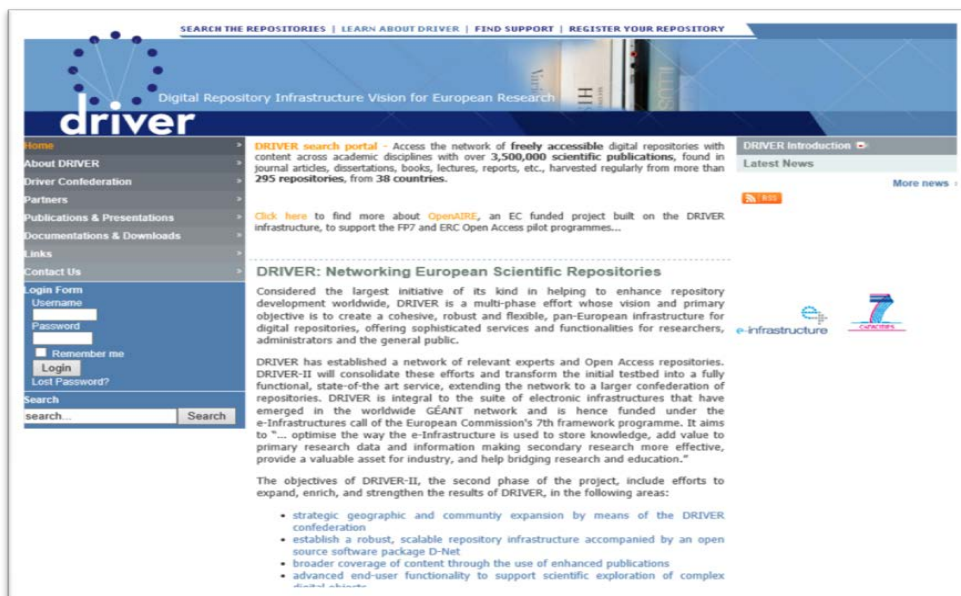 SEARCH THE REPOSITORIES | LEARN ABOUT DRIVER | FIND SUPPORT | REGISTER YOUR REPOSITORY
Digital Repository Infrastructure Vision for European Research
driver
Home »
About DRIVER »
Driver Confederation »
Partners »
Publications & Presentations »
Documentations & Downloads »
Links »
Contact Us »
Login Form
Username
Password
Remember me
Login
Lost Password?
Search
search... Search
DRIVER search portal - Access the network of freely accessible digital repositories with
content across academic disciplines with over 3,500,000 scientific publications, found in
journal articles, dissertations, books, lectures, reports, etc., harvested regularly from more than
295 repositories, from 38 countries.
Click here to find more about OpenAIRE, an EC funded project built on the DRIVER
infrastructure, to support the FP7 and ERC Open Access pilot programmes...
DRIVER: Networking European Scientific Repositories
Considered the largest initiative of its kind in helping to enhance repository
development worldwide, DRIVER is a multi-phase effort whose vision and primary
objective is to create a cohesive, robust and flexible, pan-European infrastructure for
digital repositories, offering sophisticated services and functionalities for researchers,
administrators and the general public.
DRIVER has established a network of relevant experts and Open Access repositories.
DRIVER-II will consolidate these efforts and transform the initial testbed into a fully
functional, state-of-the art service, extending the network to a larger confederation of
repositories. DRIVER is integral to the suite of electronic infrastructures that have
emerged in the worldwide GÉANT network and is hence funded under the
e-Infrastructures call of the European Commission's 7th framework programme. It aims
to "... optimise the way the e-Infrastructure is used to store knowledge, add value to
primary research data and information making secondary research more effective,
provide a valuable asset for industry, and help bridging research and education."
The objectives of DRIVER-II, the second phase of the project, include efforts to
expand, enrich, and strengthen the results of DRIVER, in the following areas:
• strategic geographic and communtiy expansion by means of the DRIVER
confederation
• establish a robust, scalable repository infrastructure accompanied by an open
source software package D-Net
• broader coverage of content through the use of enhanced publications
• advanced end-user functionality to support scientific exploration of complex
digital objects
DRIVER Introduction
Latest News
More news ›
RSS
e-infrastructure
7
CAPACITIES